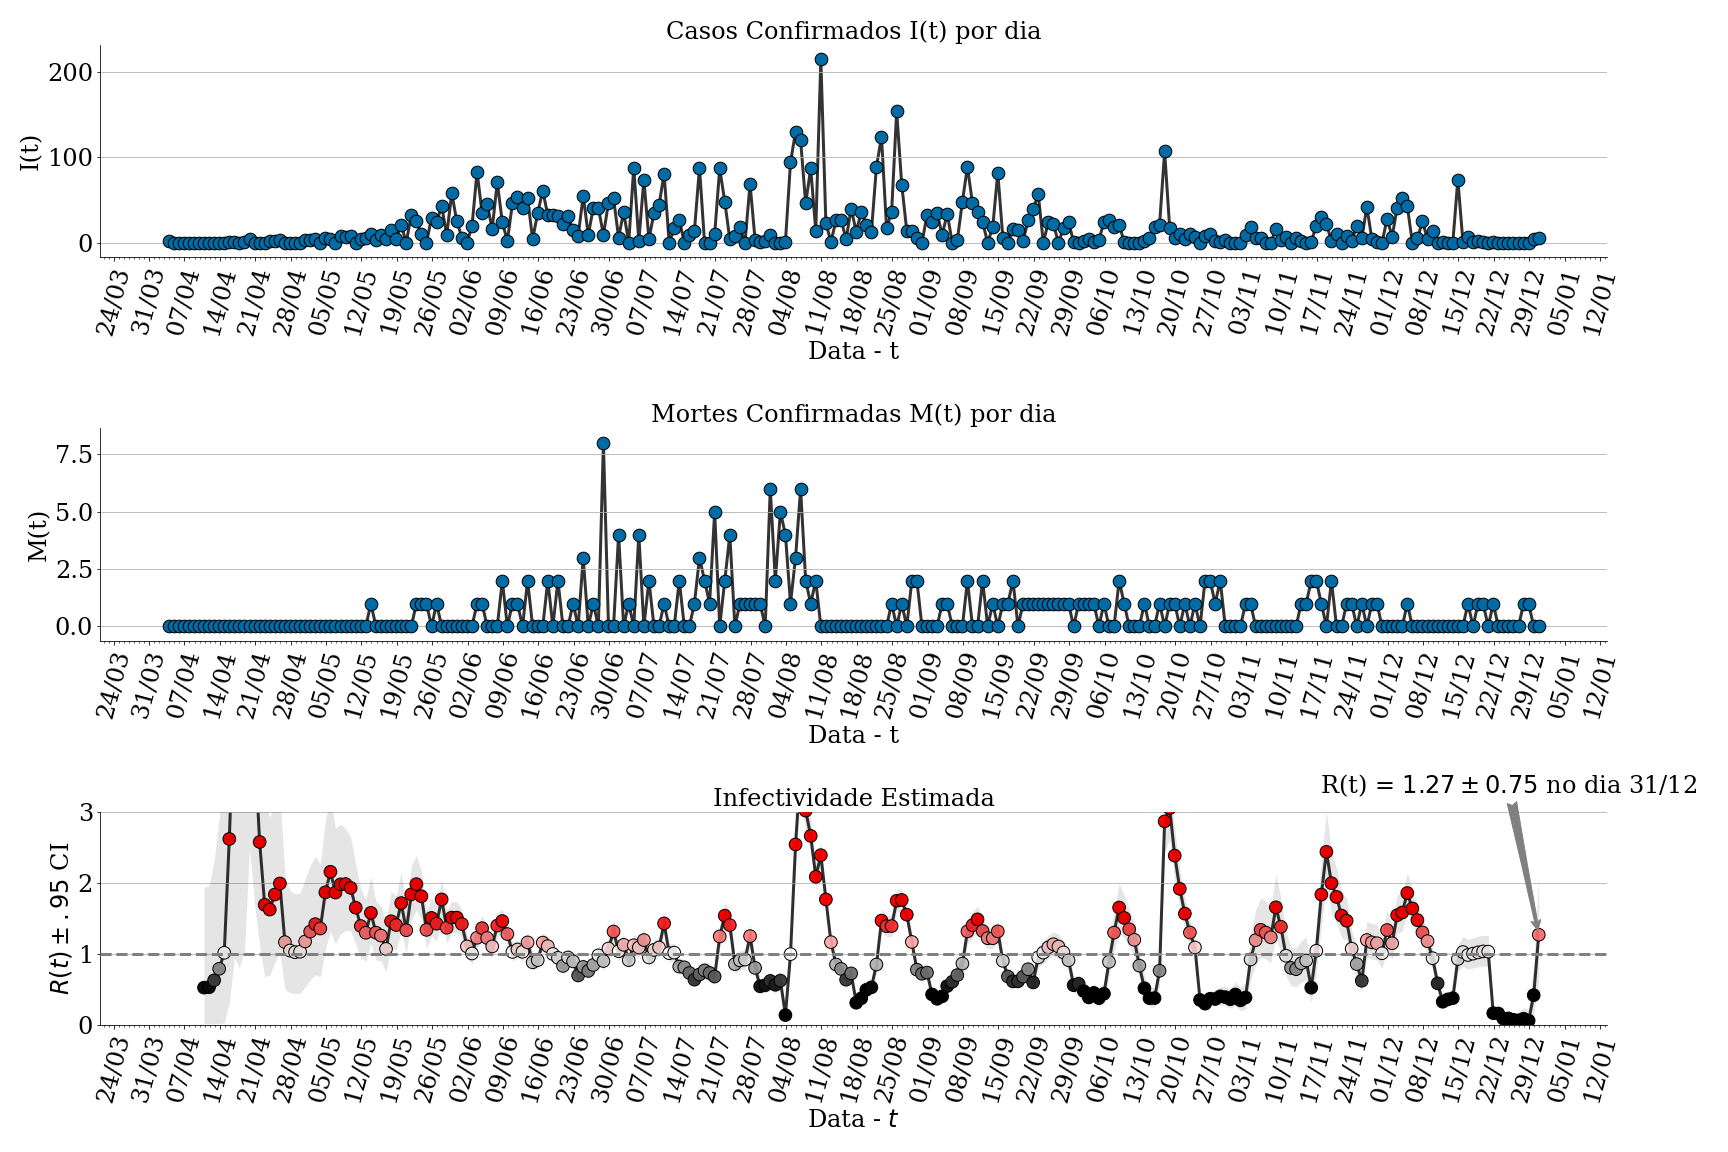 Casos Confirmados I(t) por dia
200
100
0
I(t)
24/03 31/03 07/04 14/04 21/04 28/04 05/05 12/05 19/05 26/05 02/06 09/06 16/06 23/06 30/06 07/07 14/07 21/07 28/07 04/08 11/08 18/08 25/08 01/09 08/09 15/09 22/09 29/09 06/10 13/10 20/10 27/10 03/11 10/11 17/11 24/11 01/12 08/12 15/12 22/12 29/12 05/01 12/01
Data - t
Mortes Confirmadas M(t) por dia
7.5
5.0
2.5
0.0
M(t)
24/03 31/03 07/04 14/04 21/04 28/04 05/05 12/05 19/05 26/05 02/06 09/06 16/06 23/06 30/06 07/07 14/07 21/07 28/07 04/08 11/08 18/08 25/08 01/09 08/09 15/09 22/09 29/09 06/10 13/10 20/10 27/10 03/11 10/11 17/11 24/11 01/12 08/12 15/12 22/12 29/12 05/01 12/01
Data - t
R(t) = 1.27 ± 0.75 no dia 31/12
Infectividade Estimada
3
2
1
0
R(t) ± .95 CI
24/03 31/03 07/04 14/04 21/04 28/04 05/05 12/05 19/05 26/05 02/06 09/06 16/06 23/06 30/06 07/07 14/07 21/07 28/07 04/08 11/08 18/08 25/08 01/09 08/09 15/09 22/09 29/09 06/10 13/10 20/10 27/10 03/11 10/11 17/11 24/11 01/12 08/12 15/12 22/12 29/12 05/01 12/01
Data - t